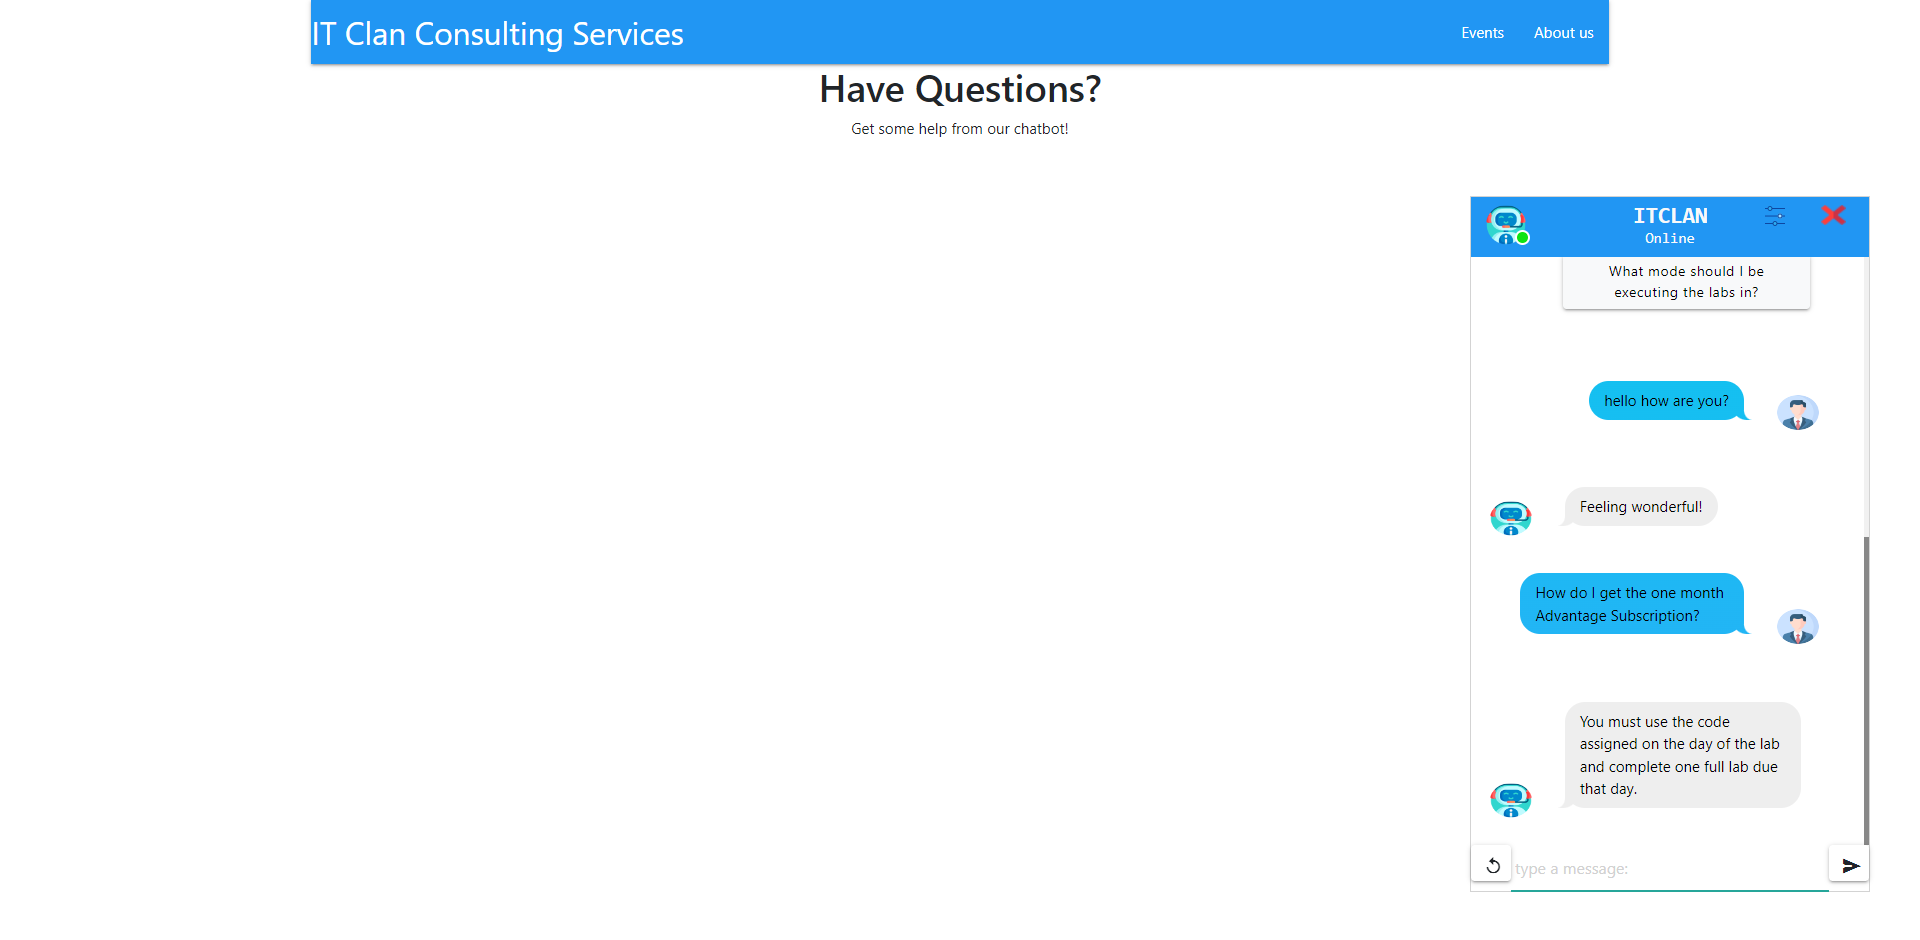 IT Clan Consulting Services
Events
About us
Have Questions?
Get some help from our chatbot!
ITCLAN
Online
What mode should I be
executing the labs in?
hello how are you?
Feeling wonderful!
How do I get the one month
Advantage Subscription?
You must use the code
assigned on the day of the lab
and complete one full lab due
that day.
type a message: